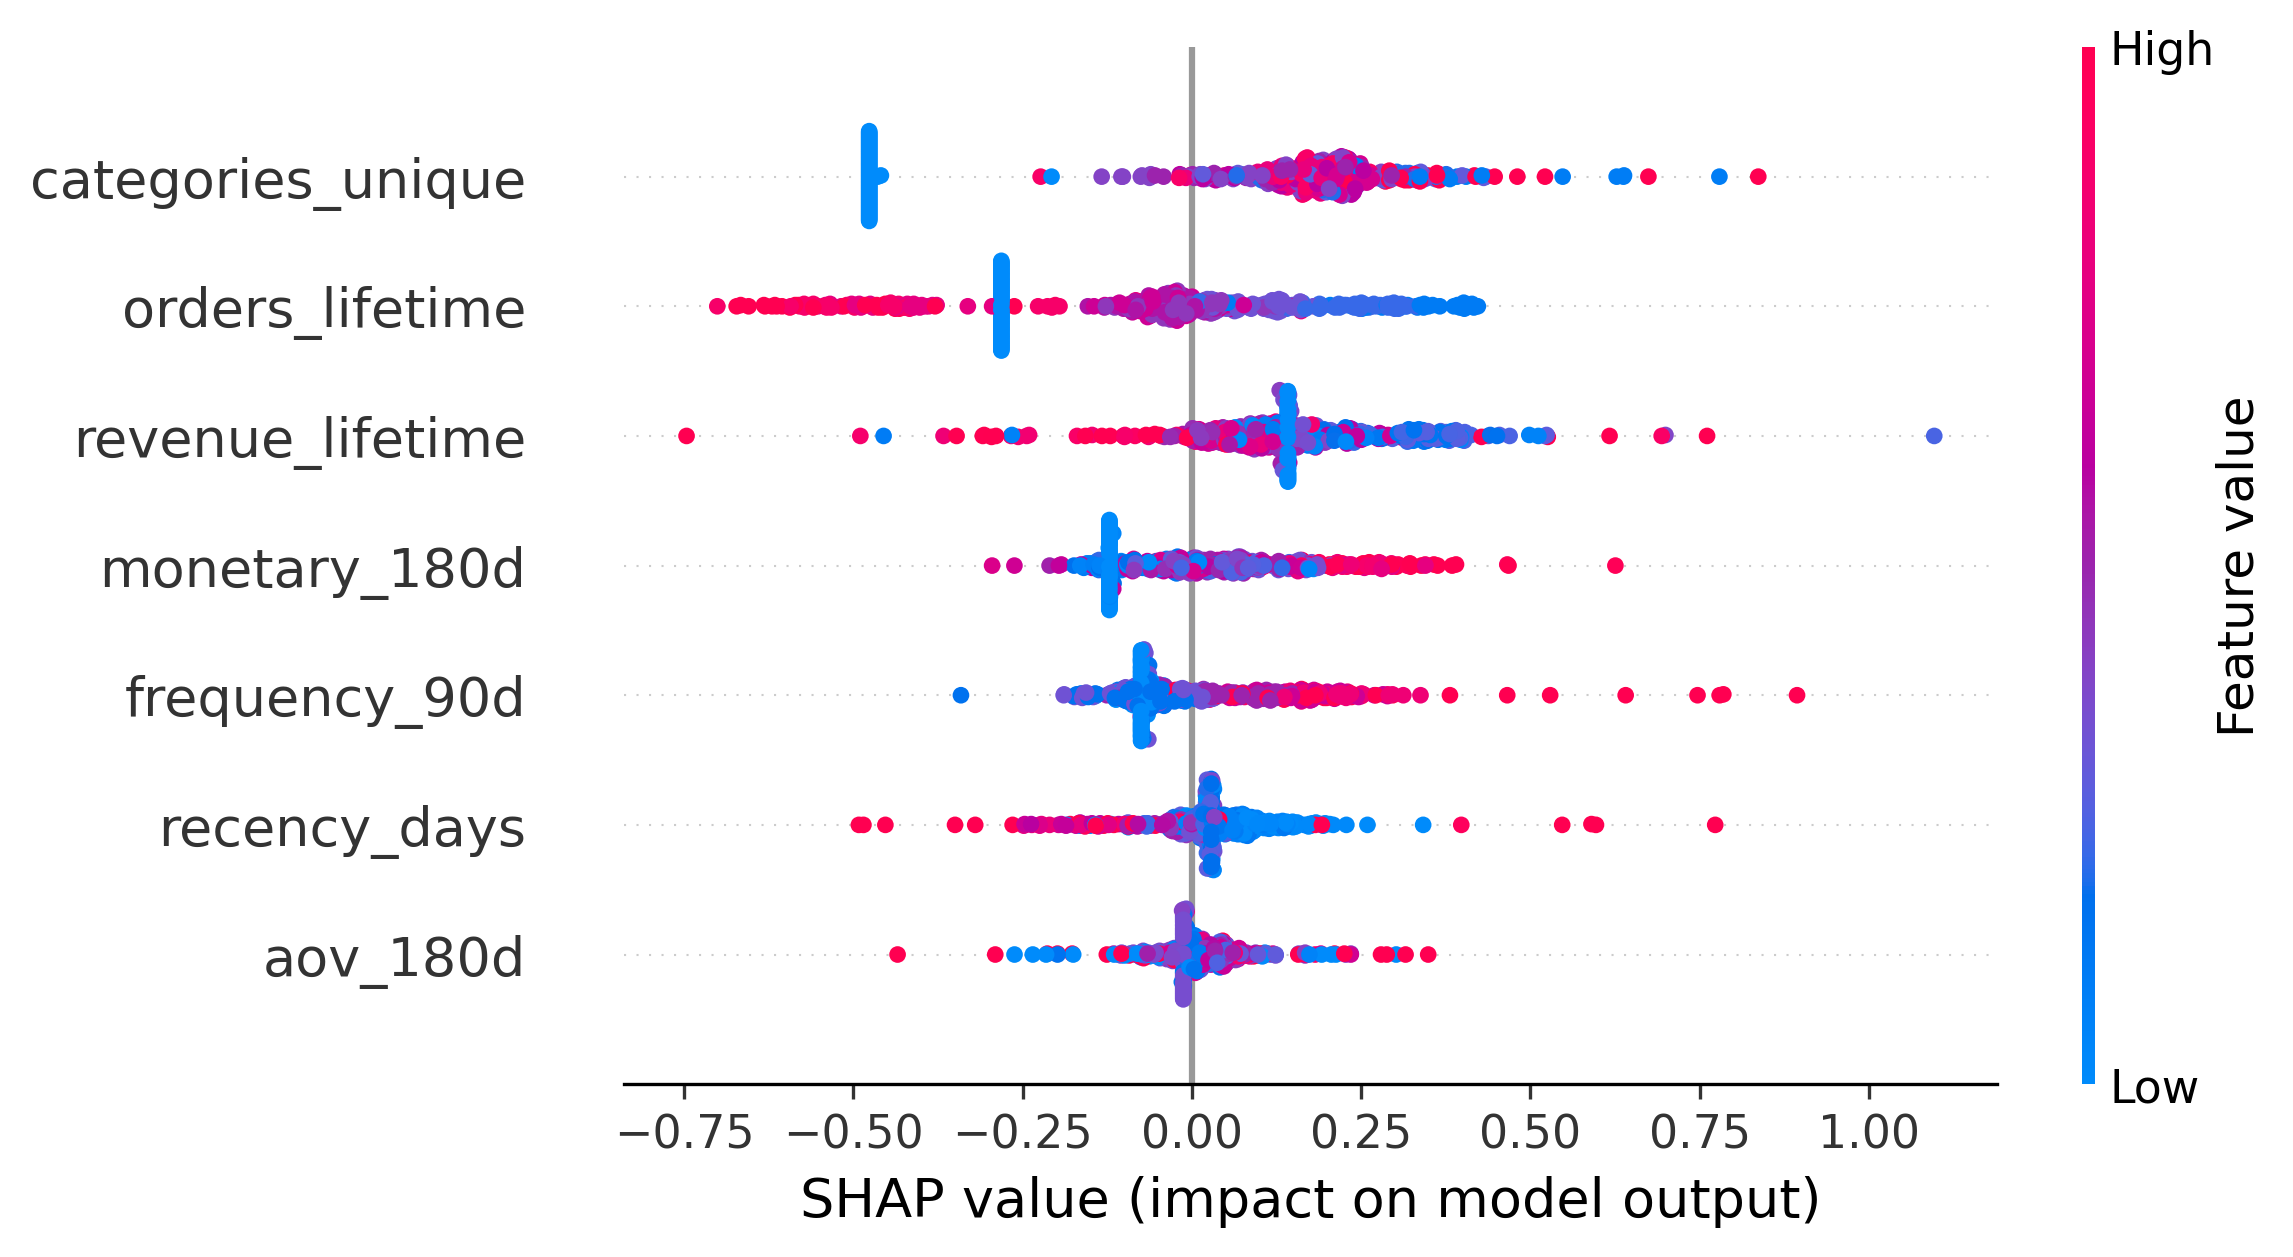 High
categories_unique
orders_lifetime
revenue_lifetime
monetary_180d
frequency_90d
recency_days
aov_180d
Feature value
Low
−0.75 −0.50 −0.25 0.00 0.25 0.50 0.75 1.00
SHAP value (impact on model output)